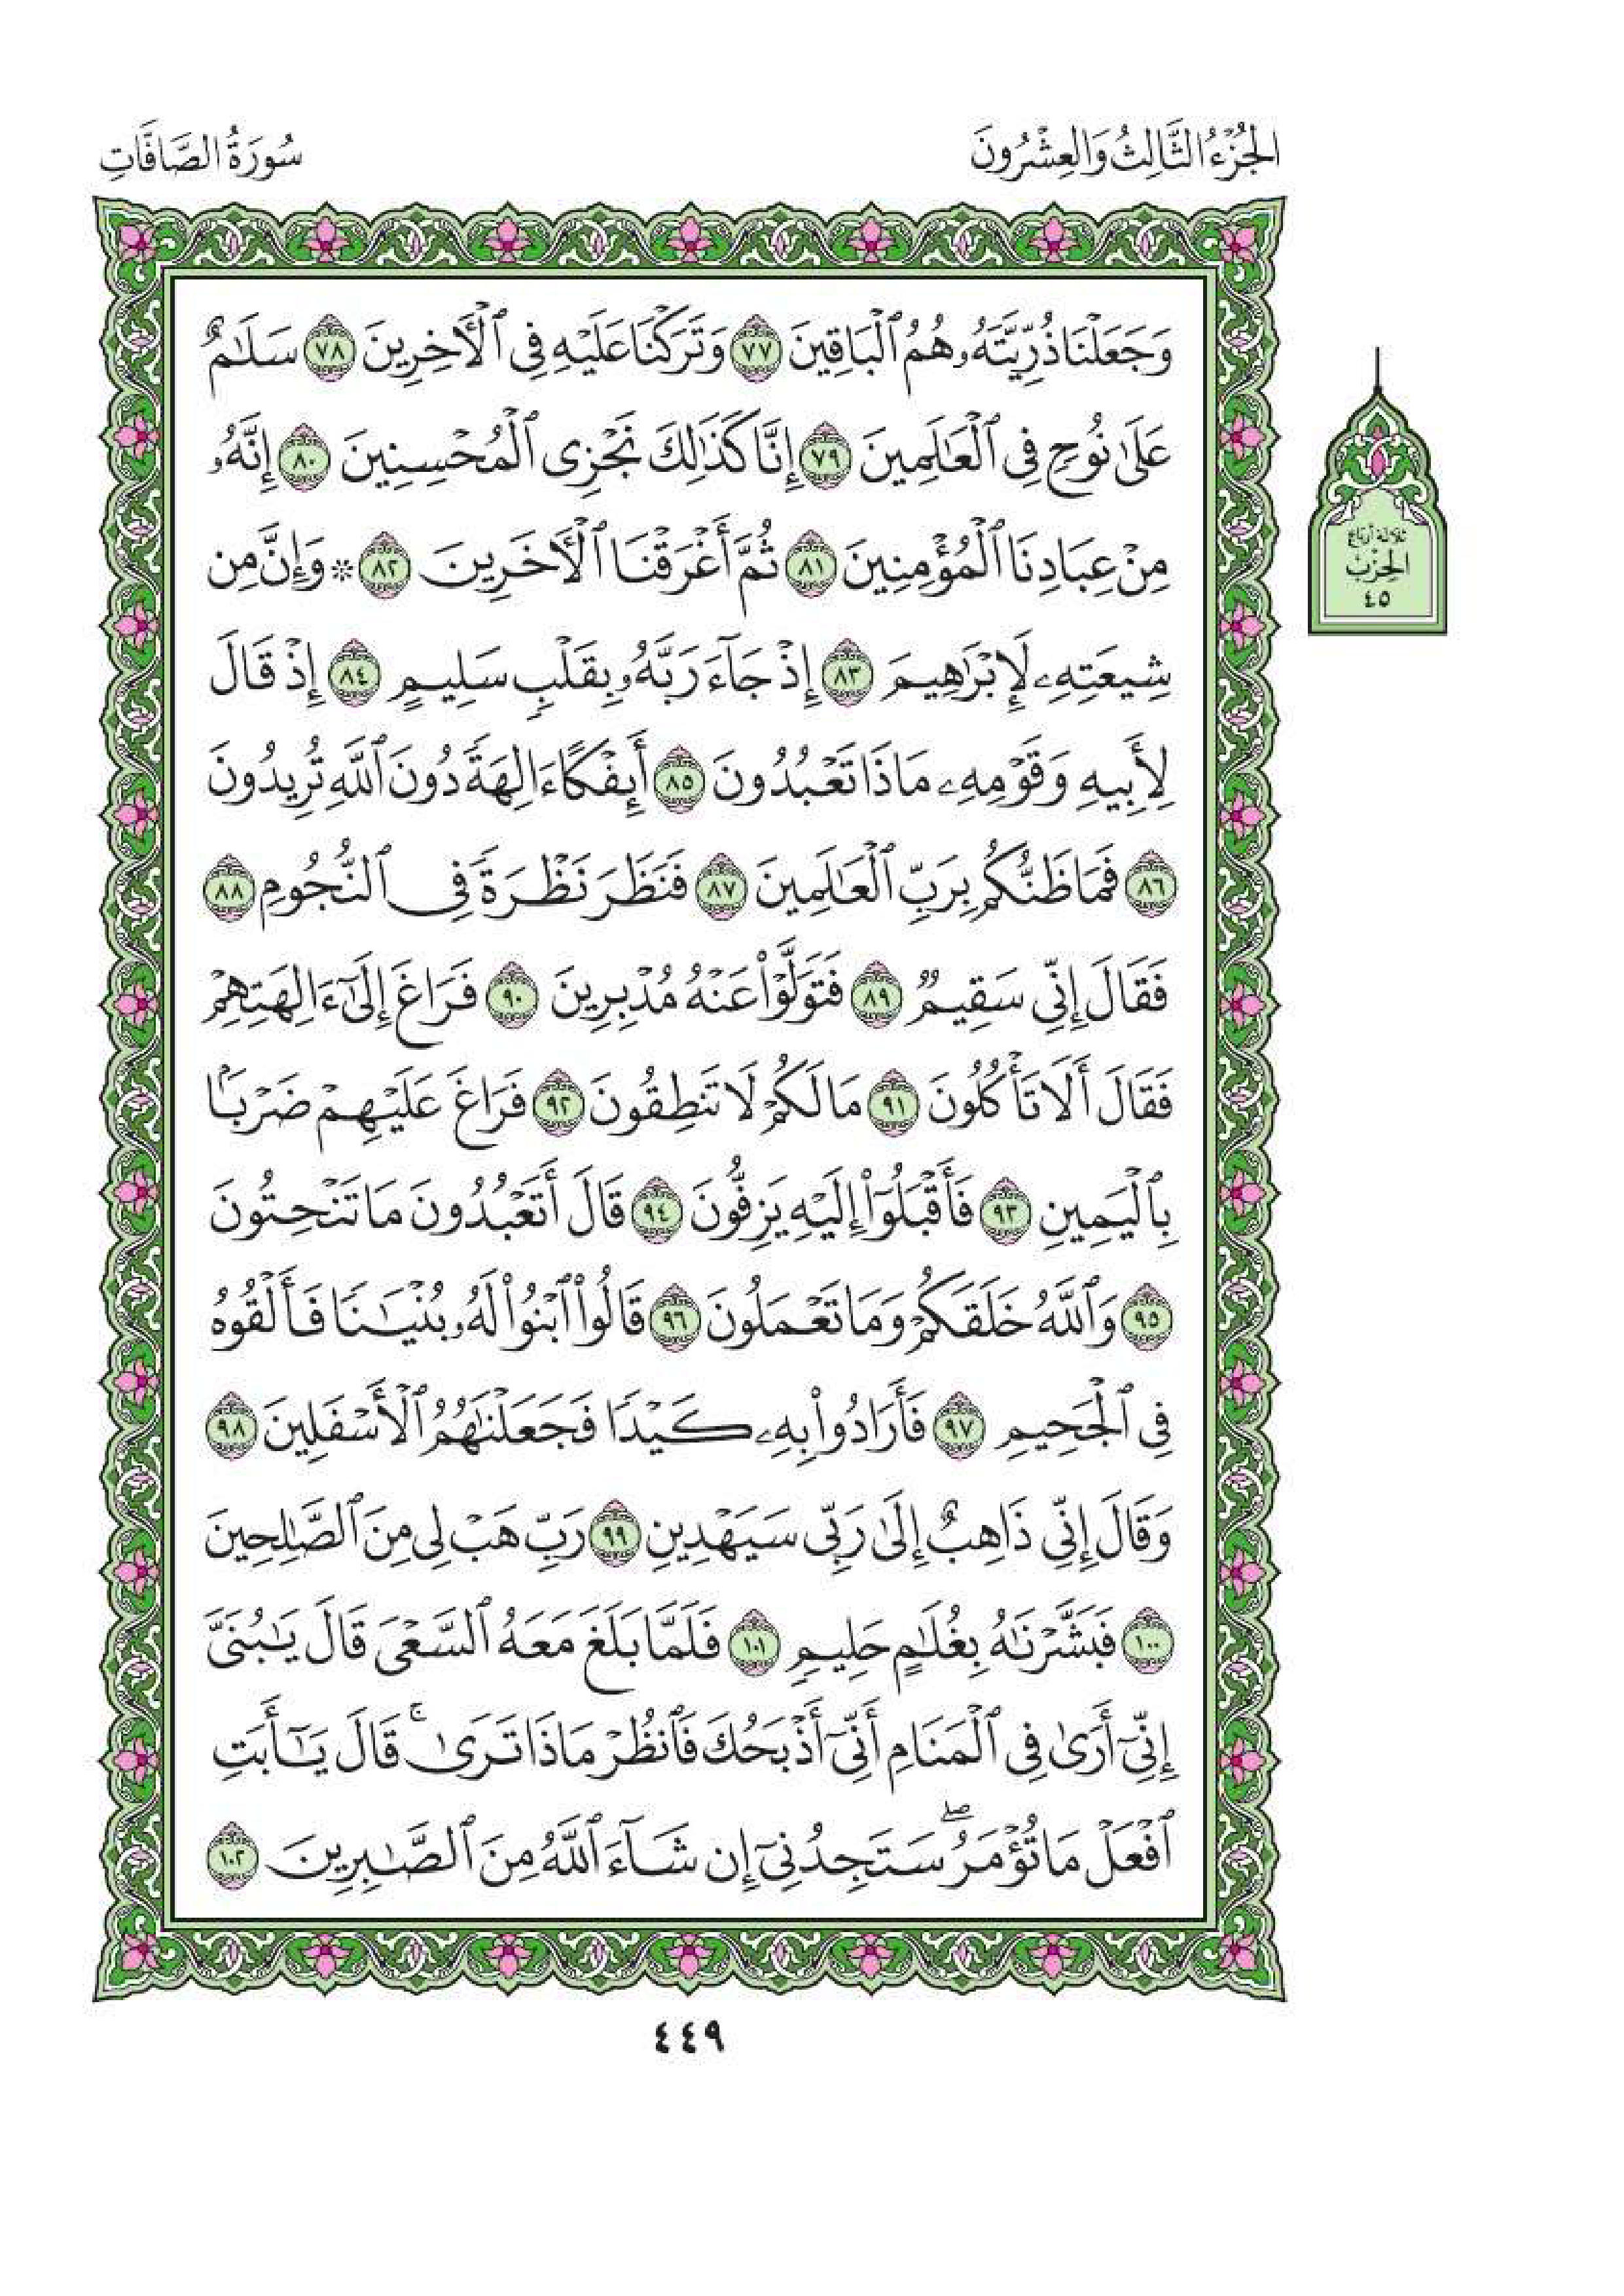 الجُزْءُ الثَّالِثُ وَالعِشْرُونَ
سُورَةُ الصَّافَّاتِ
وَجَعَلْنَا ذُرِّيَّتَهُۥ هُمُ ٱلْبَاقِينَ ٧٧ وَتَرَكْنَا عَلَيْهِ فِى ٱلْأَخِرِينَ ٧٨ سَلَـٰمٌ
عَلَىٰ نُوحٍ فِى ٱلْعَـٰلَمِينَ ٧٩ إِنَّا كَذَٰلِكَ نَجْزِى ٱلْمُحْسِنِينَ ٨٠ إِنَّهُۥ
مِنْ عِبَادِنَا ٱلْمُؤْمِنِينَ ٨١ ثُمَّ أَغْرَقْنَا ٱلْأَخَرِينَ ٨٢ * وَإِنَّ مِن
شِيعَتِهِۦ لَإِبْرَٰهِيمَ ٨٣ إِذْ جَآءَ رَبَّهُۥ بِقَلْبٍ سَلِيمٍ ٨٤ إِذْ قَالَ
لِأَبِيهِ وَقَوْمِهِۦ مَاذَا تَعْبُدُونَ ٨٥ أَئِفْكًا ءَالِهَةً دُونَ ٱللَّهِ تُرِيدُونَ
٨٦ فَمَا ظَنُّكُم بِرَبِّ ٱلْعَـٰلَمِينَ ٨٧ فَنَظَرَ نَظْرَةً فِى ٱلنُّجُومِ ٨٨
فَقَالَ إِنِّى سَقِيمٌ ٨٩ فَتَوَلَّوْا۟ عَنْهُ مُدْبِرِينَ ٩٠ فَرَاغَ إِلَىٰٓ ءَالِهَتِهِمْ
فَقَالَ أَلَا تَأْكُلُونَ ٩١ مَا لَكُمْ لَا تَنطِقُونَ ٩٢ فَرَاغَ عَلَيْهِمْ ضَرْبًۢا
بِٱلْيَمِينِ ٩٣ فَأَقْبَلُوٓا۟ إِلَيْهِ يَزِفُّونَ ٩٤ قَالَ أَتَعْبُدُونَ مَا تَنْحِتُونَ
٩٥ وَٱللَّهُ خَلَقَكُمْ وَمَا تَعْمَلُونَ ٩٦ قَالُوا۟ ٱبْنُوا۟ لَهُۥ بُنْيَـٰنًا فَأَلْقُوهُ
فِى ٱلْجَحِيمِ ٩٧ فَأَرَادُوا۟ بِهِۦ كَيْدًا فَجَعَلْنَـٰهُمُ ٱلْأَسْفَلِينَ ٩٨
وَقَالَ إِنِّى ذَاهِبٌ إِلَىٰ رَبِّى سَيَهْدِينِ ٩٩ رَبِّ هَبْ لِى مِنَ ٱلصَّـٰلِحِينَ
١٠٠ فَبَشَّرْنَـٰهُ بِغُلَـٰمٍ حَلِيمٍ ١٠١ فَلَمَّا بَلَغَ مَعَهُ ٱلسَّعْىَ قَالَ يَـٰبُنَىَّ
إِنِّىٓ أَرَىٰ فِى ٱلْمَنَامِ أَنِّىٓ أَذْبَحُكَ فَٱنظُرْ مَاذَا تَرَىٰ ۚ قَالَ يَـٰٓأَبَتِ
ٱفْعَلْ مَا تُؤْمَرُ ۖ سَتَجِدُنِىٓ إِن شَآءَ ٱللَّهُ مِنَ ٱلصَّـٰبِرِينَ ١٠٢
ثلاثة أرباع
الحِزْب
٤٥
٤٤٩